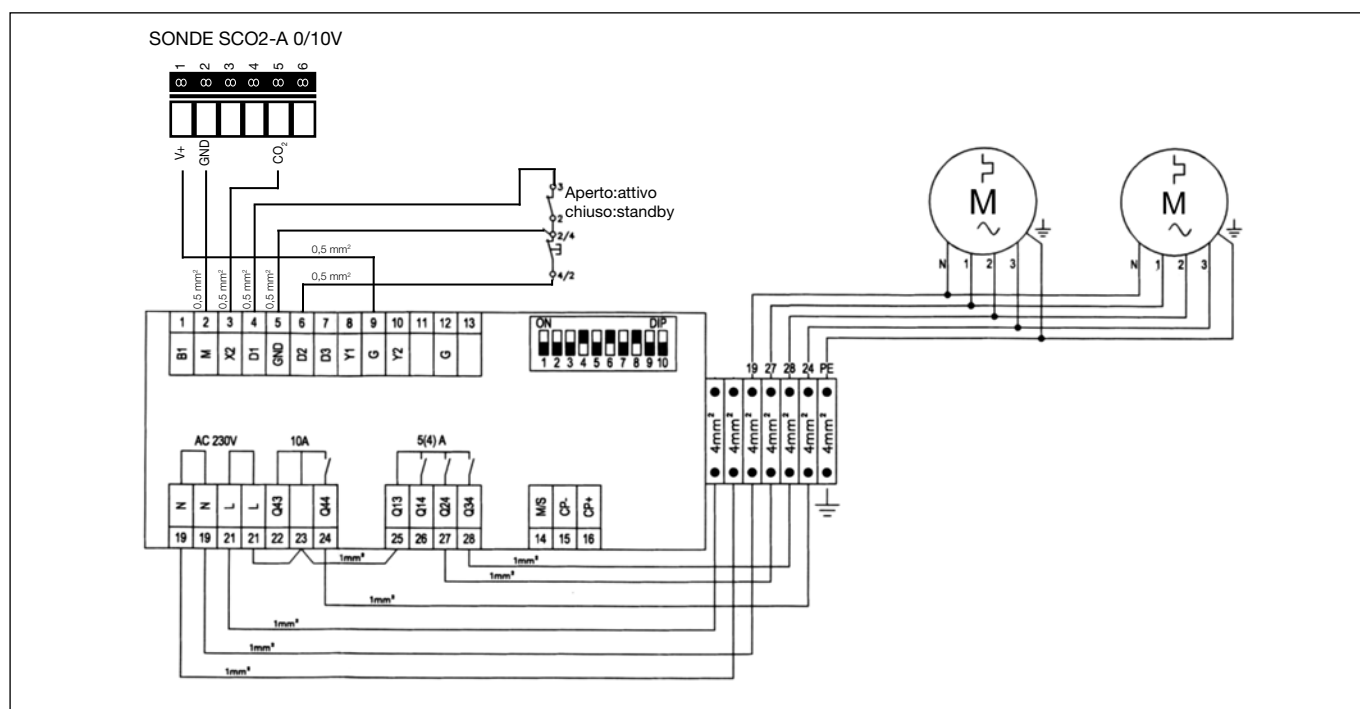 SONDE SCO2-A 0/10V
1 2 3 4 5 6
V+ GND CO₂
3
Aperto:attivo
chiuso:standby
2
2/4
4/2
0,5 mm²
0,5 mm²
0,5 mm² 0,5 mm² 0,5 mm² 0,5 mm²
M M
N 1 2 3 N 1 2 3
1 2 3 4 5 6 7 8 9 10 11 12 13
B1 M X2 D1 GND D2 D3 Y1 G Y2 G
ON DIP
1 2 3 4 5 6 7 8 9 10
19 27 28 24 PE
4mm² 4mm² 4mm² 4mm² 4mm² 4mm² 4mm²
AC 230V 10A 5(4) A
N N L L Q43 Q44 Q13 Q14 Q24 Q34 M/S CP- CP+
19 19 21 21 22 23 24 25 26 27 28 14 15 16
1mm² 1mm²
1mm²
1mm²
1mm²
1mm²
1mm²